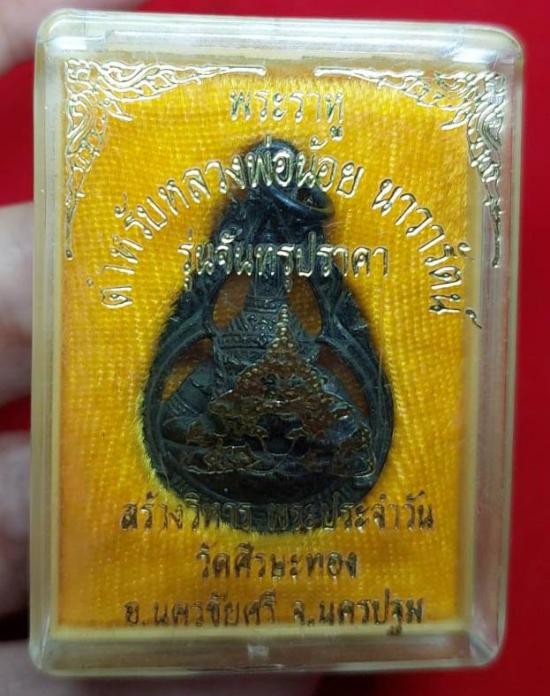 พระราหู
ตำหรับหลวงพ่อน้อย นาวารัตน์
รุ่นจันทรุปราคา
สร้างวิหาร พระประจำวัน
วัดศีรษะทอง
อ.นครชัยศรี จ.นครปฐม